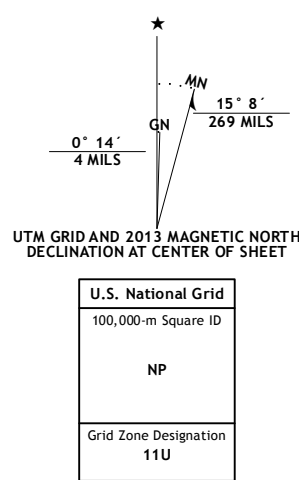 ★
MN
15° 8´
269 MILS
GN
0° 14´
4 MILS
UTM GRID AND 2013 MAGNETIC NORTH
DECLINATION AT CENTER OF SHEET
U.S. National Grid
100,000-m Square ID
NP
Grid Zone Designation
11U